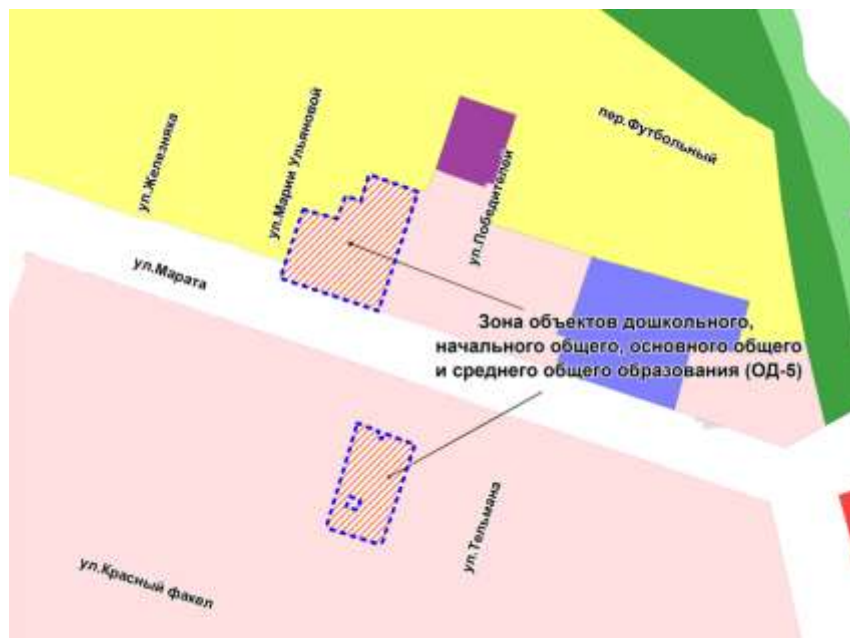 ул.Железняка
ул.Марии Ульяновой
пер.Футбольный
ул.Победителей
ул.Марата
Зона объектов дошкольного,
начального общего, основного общего
и среднего общего образования (ОД-5)
ул.Тельмана
ул.Красный факел